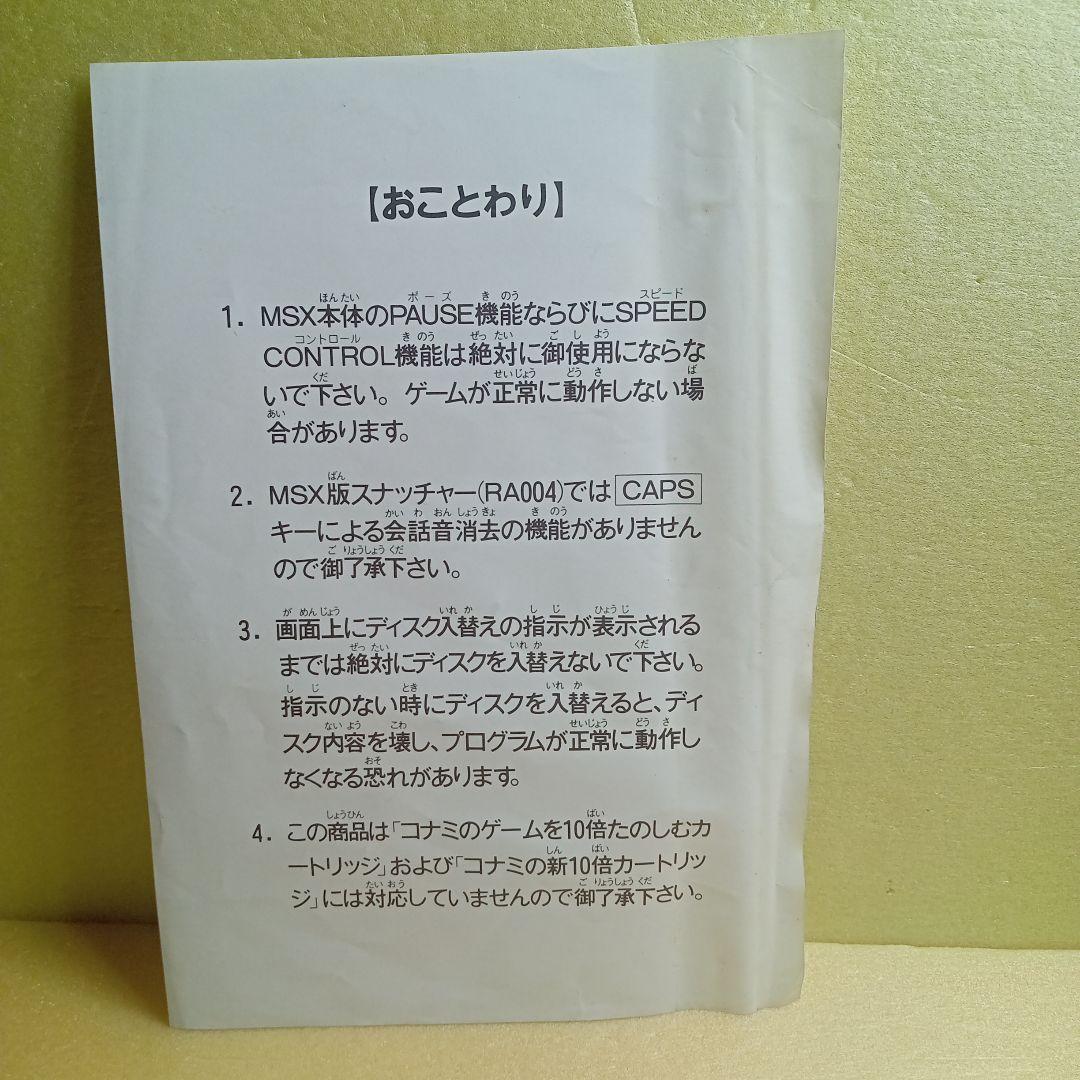 【おことわり】
1. MSX本体のPAUSE機能ならびにSPEED
CONTROL機能は絶対に御使用にならな
いで下さい。ゲームが正常に動作しない場
合があります。
2. MSX版スナッチャー(RA004)では CAPS
キーによる会話音消去の機能がありません
ので御了承下さい。
3. 画面上にディスク入替えの指示が表示される
までは絶対にディスクを入替えないで下さい。
指示のない時にディスクを入替えると、ディ
スク内容を壊し、プログラムが正常に動作し
なくなる恐れがあります。
4. この商品は「コナミのゲームを10倍たのしむカ
ートリッジ」および「コナミの新10倍カートリッ
ジ」には対応していませんので御了承下さい。